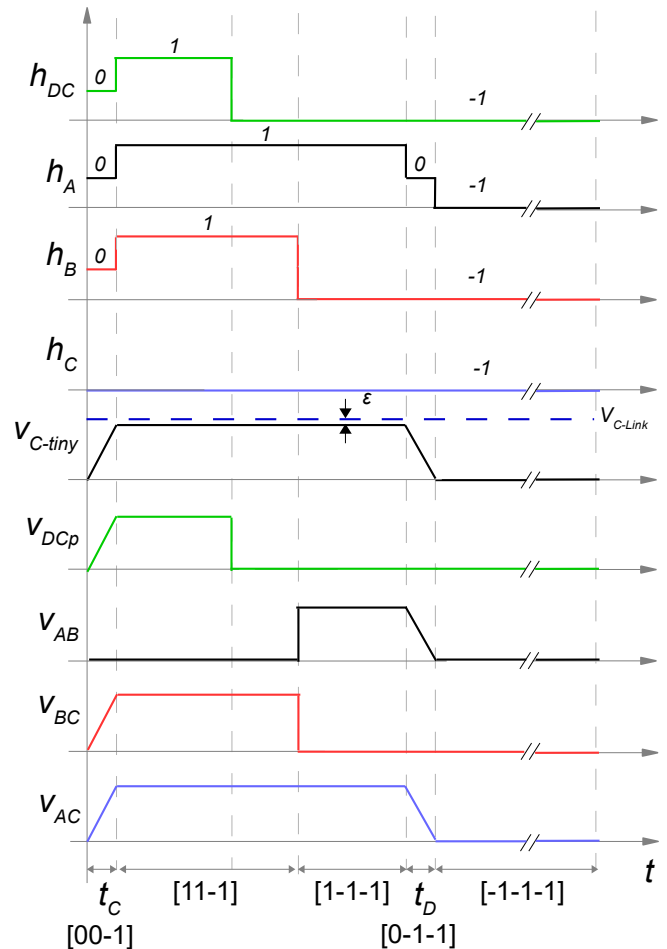 1
h_DC 0 -1
1
h_A 0 0 -1
1
h_B 0 -1
h_C -1
ε
v_C-tiny V_C-Link
v_DCp
v_AB
v_BC
v_AC
t_C [11-1] [1-1-1] t_D [-1-1-1] t
[00-1] [0-1-1]